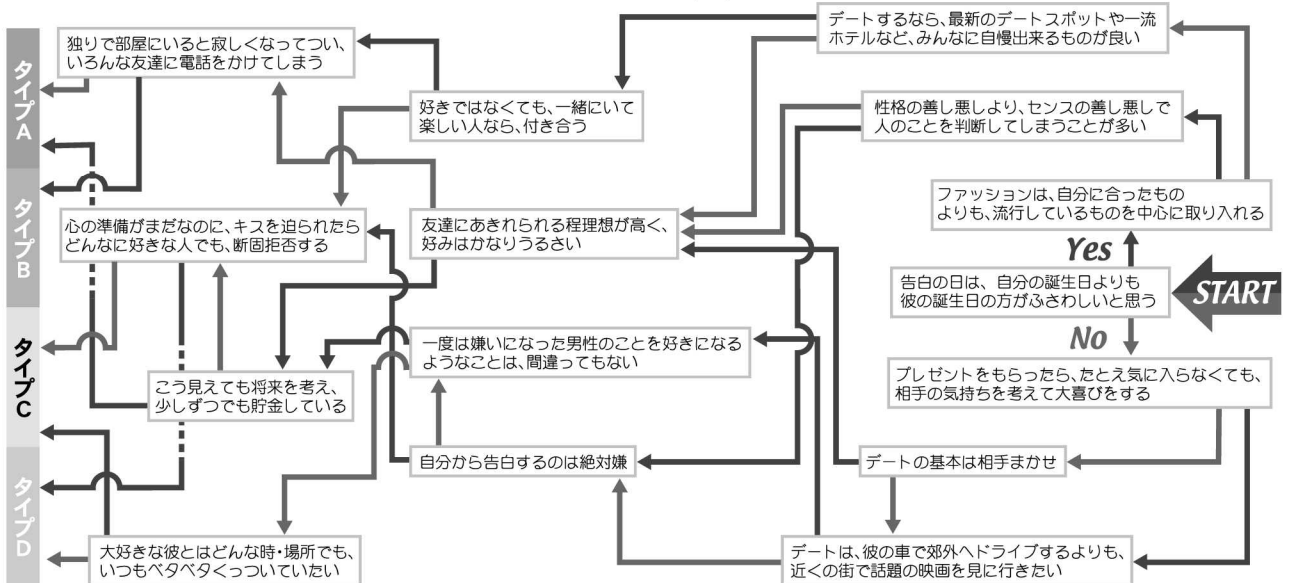 デートするなら、最新のデートスポットや一流
ホテルなど、みんなに自慢出来るものが良い
独りで部屋にいると寂しくなってつい、
いろんな友達に電話をかけてしまう
タイプA
好きではなくても、一緒にいて
楽しい人なら、付き合う
性格の善し悪しより、センスの善し悪しで
人のことを判断してしまうことが多い
ファッションは、自分に合ったもの
よりも、流行しているものを中心に取り入れる
心の準備がまだなのに、キスを迫られたら
どんなに好きな人でも、断固拒否する
タイプB
友達にあきれられる程理想が高く、
好みはかなりうるさい
Yes
告白の日は、自分の誕生日よりも
彼の誕生日の方がふさわしいと思う
START
No
一度は嫌いになった男性のことを好きになる
ようなことは、間違ってもない
タイプC
こう見えても将来を考え、
少しずつでも貯金している
プレゼントをもらったら、たとえ気に入らなくても、
相手の気持ちを考えて大喜びをする
自分から告白するのは絶対嫌
デートの基本は相手まかせ
タイプD
大好きな彼とはどんな時・場所でも、
いつもベタベタくっついていたい
デートは、彼の車で郊外へドライブするよりも、
近くの街で話題の映画を見に行きたい